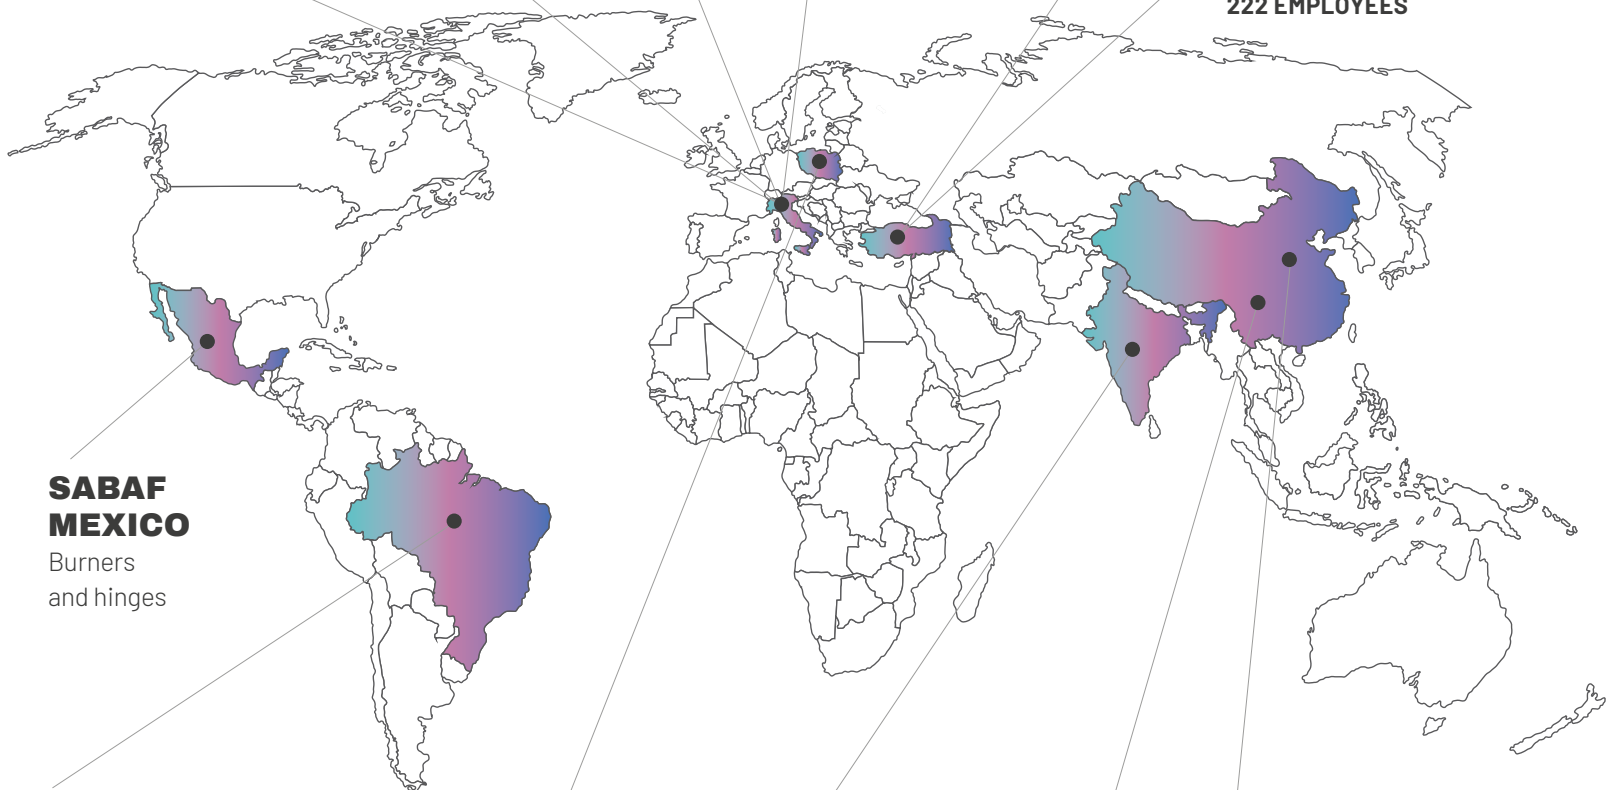 222 EMPLOYEES
SABAF
MEXICO
Burners
and hinges